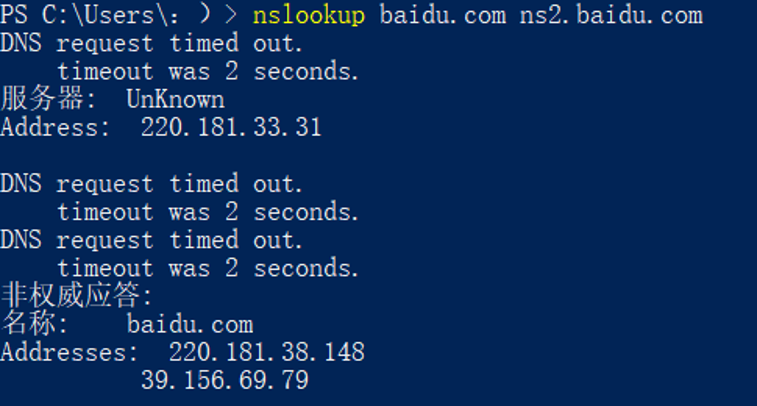 PS C:\Users\：）> nslookup baidu.com ns2.baidu.com
DNS request timed out.
    timeout was 2 seconds.
服务器:  UnKnown
Address:  220.181.33.31

DNS request timed out.
    timeout was 2 seconds.
DNS request timed out.
    timeout was 2 seconds.
非权威应答:
名称:    baidu.com
Addresses:  220.181.38.148
          39.156.69.79